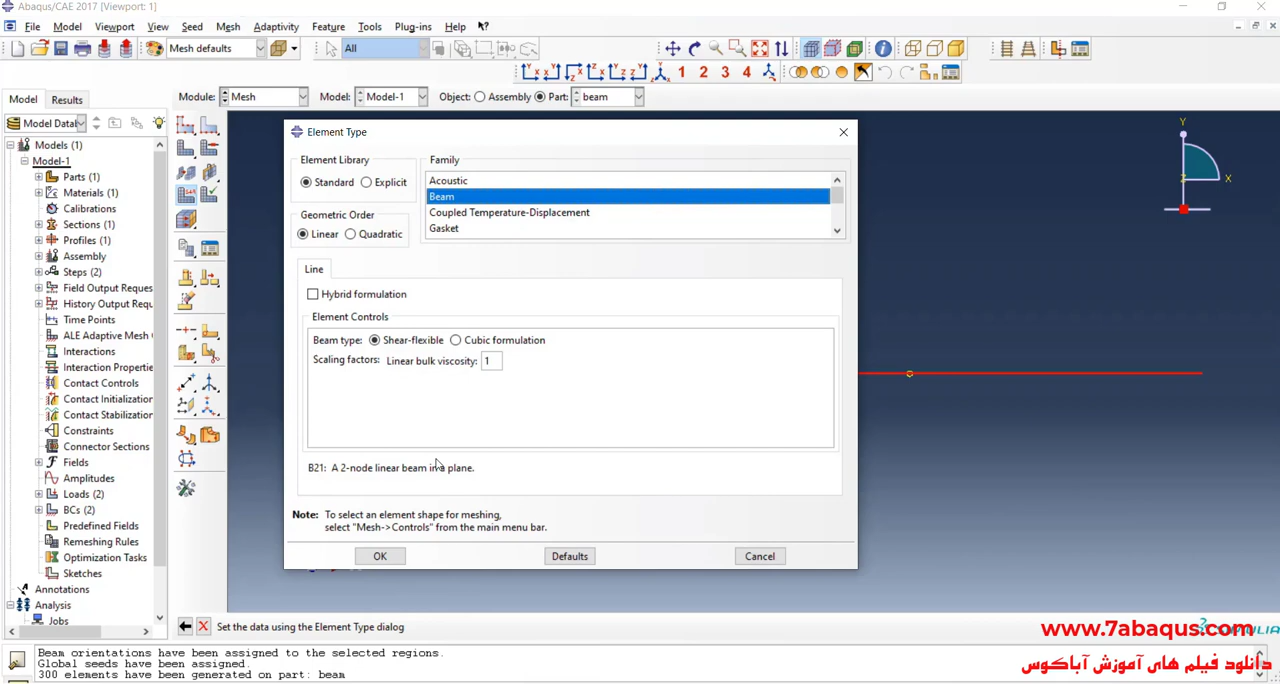 Abaqus/CAE 2017 [Viewport: 1]
File Model Viewport View Seed Mesh Adaptivity Feature Tools Plug-ins Help
Mesh defaults All
1 2 3 4
Model Results Module: Mesh Model: Model-1 Object: Assembly Part: beam
Model Datal
Models (1)
Model-1
Parts (1)
Materials (1)
Calibrations
Sections (1)
Profiles (1)
Assembly
Steps (2)
Field Output Reques
History Output Requ
Time Points
ALE Adaptive Mesh
Interactions
Interaction Propertie
Contact Controls
Contact Initialization
Contact Stabilization
Constraints
Connector Sections
Fields
Amplitudes
Loads (2)
BCs (2)
Predefined Fields
Remeshing Rules
Optimization Tasks
Sketches
Annotations
Analysis
Jobs
Element Type
Element Library
Standard Explicit
Geometric Order
Linear Quadratic
Family
Acoustic
Beam
Coupled Temperature-Displacement
Gasket
Line
Hybrid formulation
Element Controls
Beam type: Shear-flexible Cubic formulation
Scaling factors: Linear bulk viscosity: 1
B21: A 2-node linear beam in a plane.
Note: To select an element shape for meshing,
select "Mesh->Controls" from the main menu bar.
OK Defaults Cancel
Y
Z X
Set the data using the Element Type dialog
www.7abaqus.com
دانلود فیلم های آموزش آباکوس
Beam orientations have been assigned to the selected regions.
Global seeds have been assigned.
300 elements have been generated on part: beam